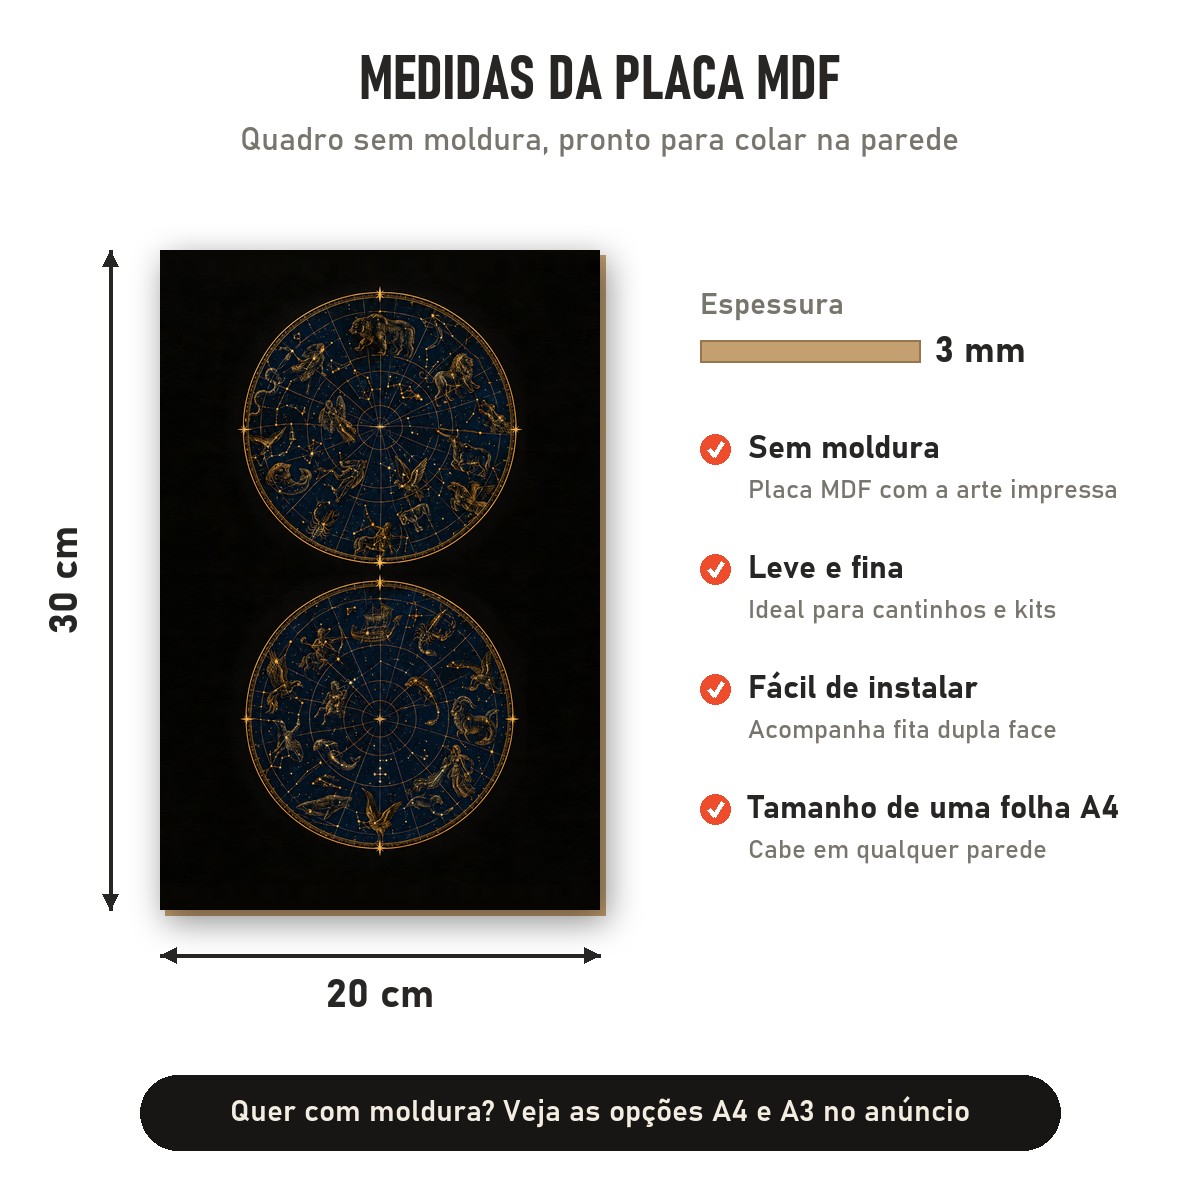 MEDIDAS DA PLACA MDF
Quadro sem moldura, pronto para colar na parede
30 cm
20 cm
Espessura
3 mm
Sem moldura
Placa MDF com a arte impressa
Leve e fina
Ideal para cantinhos e kits
Fácil de instalar
Acompanha fita dupla face
Tamanho de uma folha A4
Cabe em qualquer parede
Quer com moldura? Veja as opções A4 e A3 no anúncio